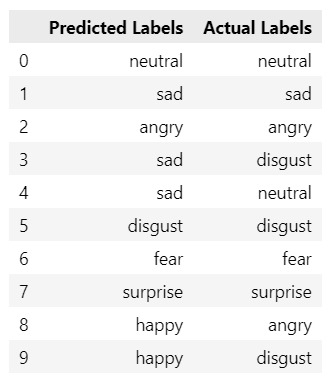 Predicted Labels Actual Labels
0 neutral neutral
1 sad sad
2 angry angry
3 sad disgust
4 sad neutral
5 disgust disgust
6 fear fear
7 surprise surprise
8 happy angry
9 happy disgust